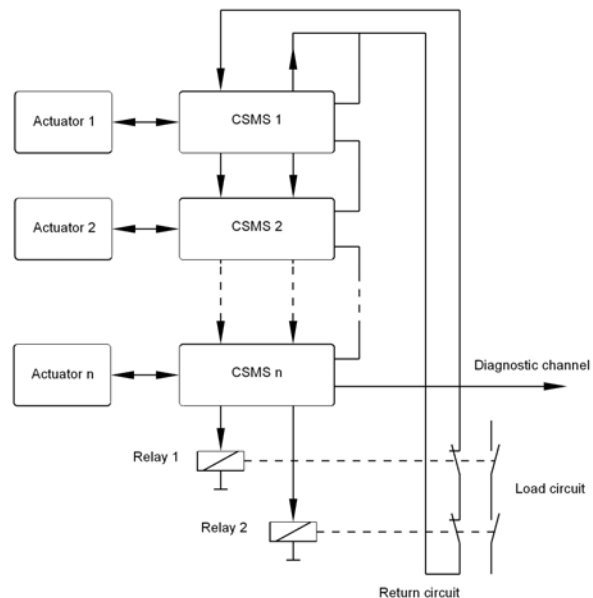 Actuator 1
CSMS 1
Actuator 2
CSMS 2
Actuator n
CSMS n
Diagnostic channel
Relay 1
Load circuit
Relay 2
Return circuit